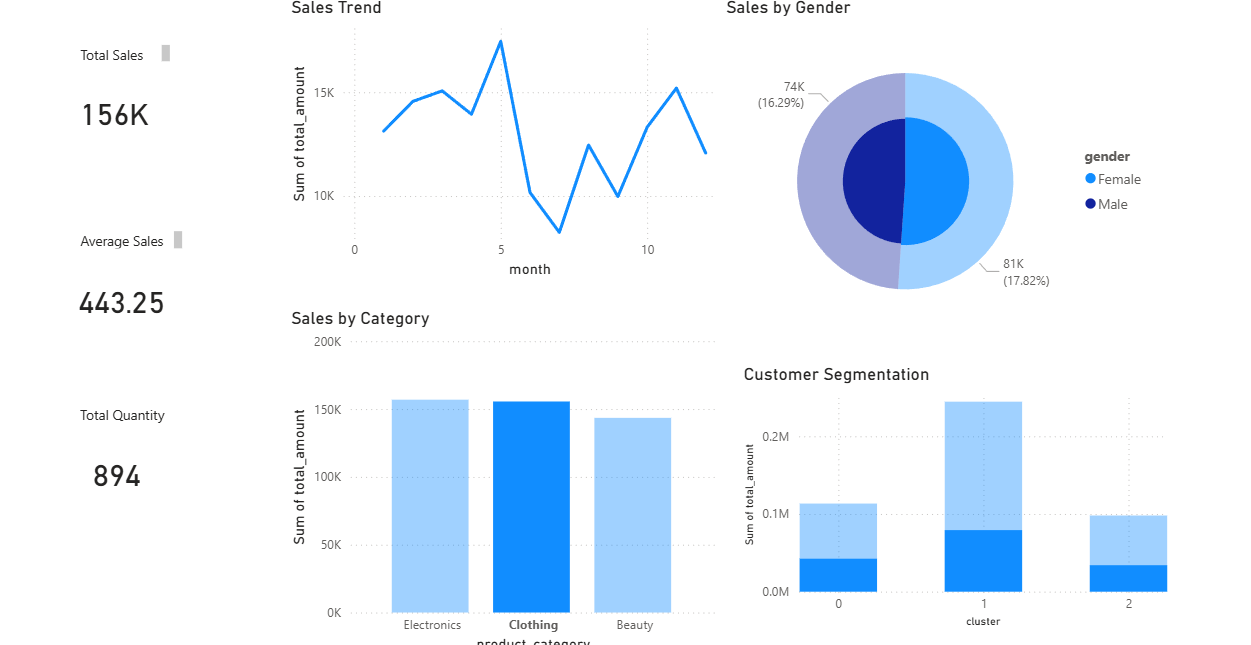 Total Sales
156K
Average Sales
443.25
Total Quantity
894
Sales Trend
Sum of total_amount
15K
10K
0
5
10
month
Sales by Gender
74K
(16.29%)
81K
(17.82%)
gender
Female
Male
Sales by Category
Sum of total_amount
200K
150K
100K
50K
0K
Electronics
Clothing
Beauty
product_category
Customer Segmentation
Sum of total_amount
0.2M
0.1M
0.0M
0
1
2
cluster